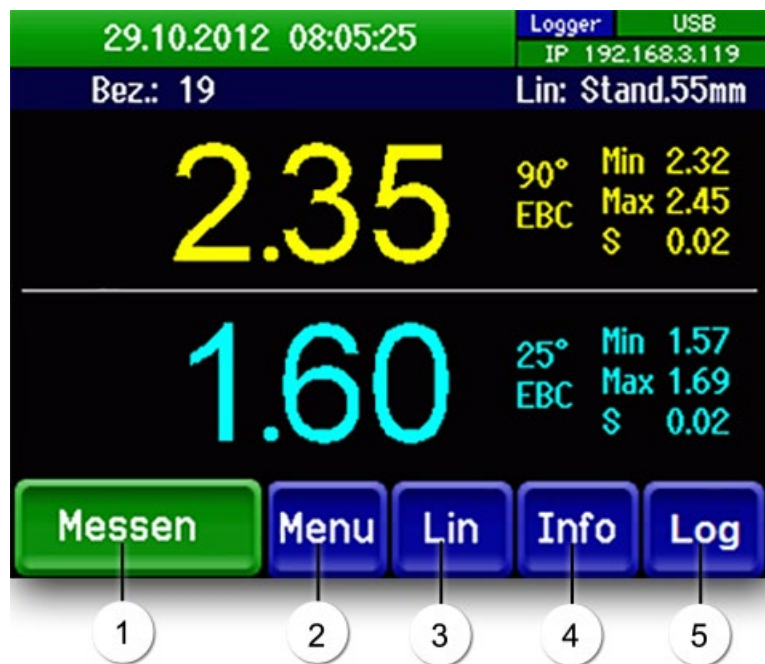 29.10.2012 08:05:25
Logger USB
IP 192.168.3.119
Bez.: 19 Lin: Stand.55mm
2.35
90° Min 2.32
EBC Max 2.45
S 0.02
1.60
25° Min 1.57
EBC Max 1.69
S 0.02
Messen Menu Lin Info Log
1 2 3 4 5